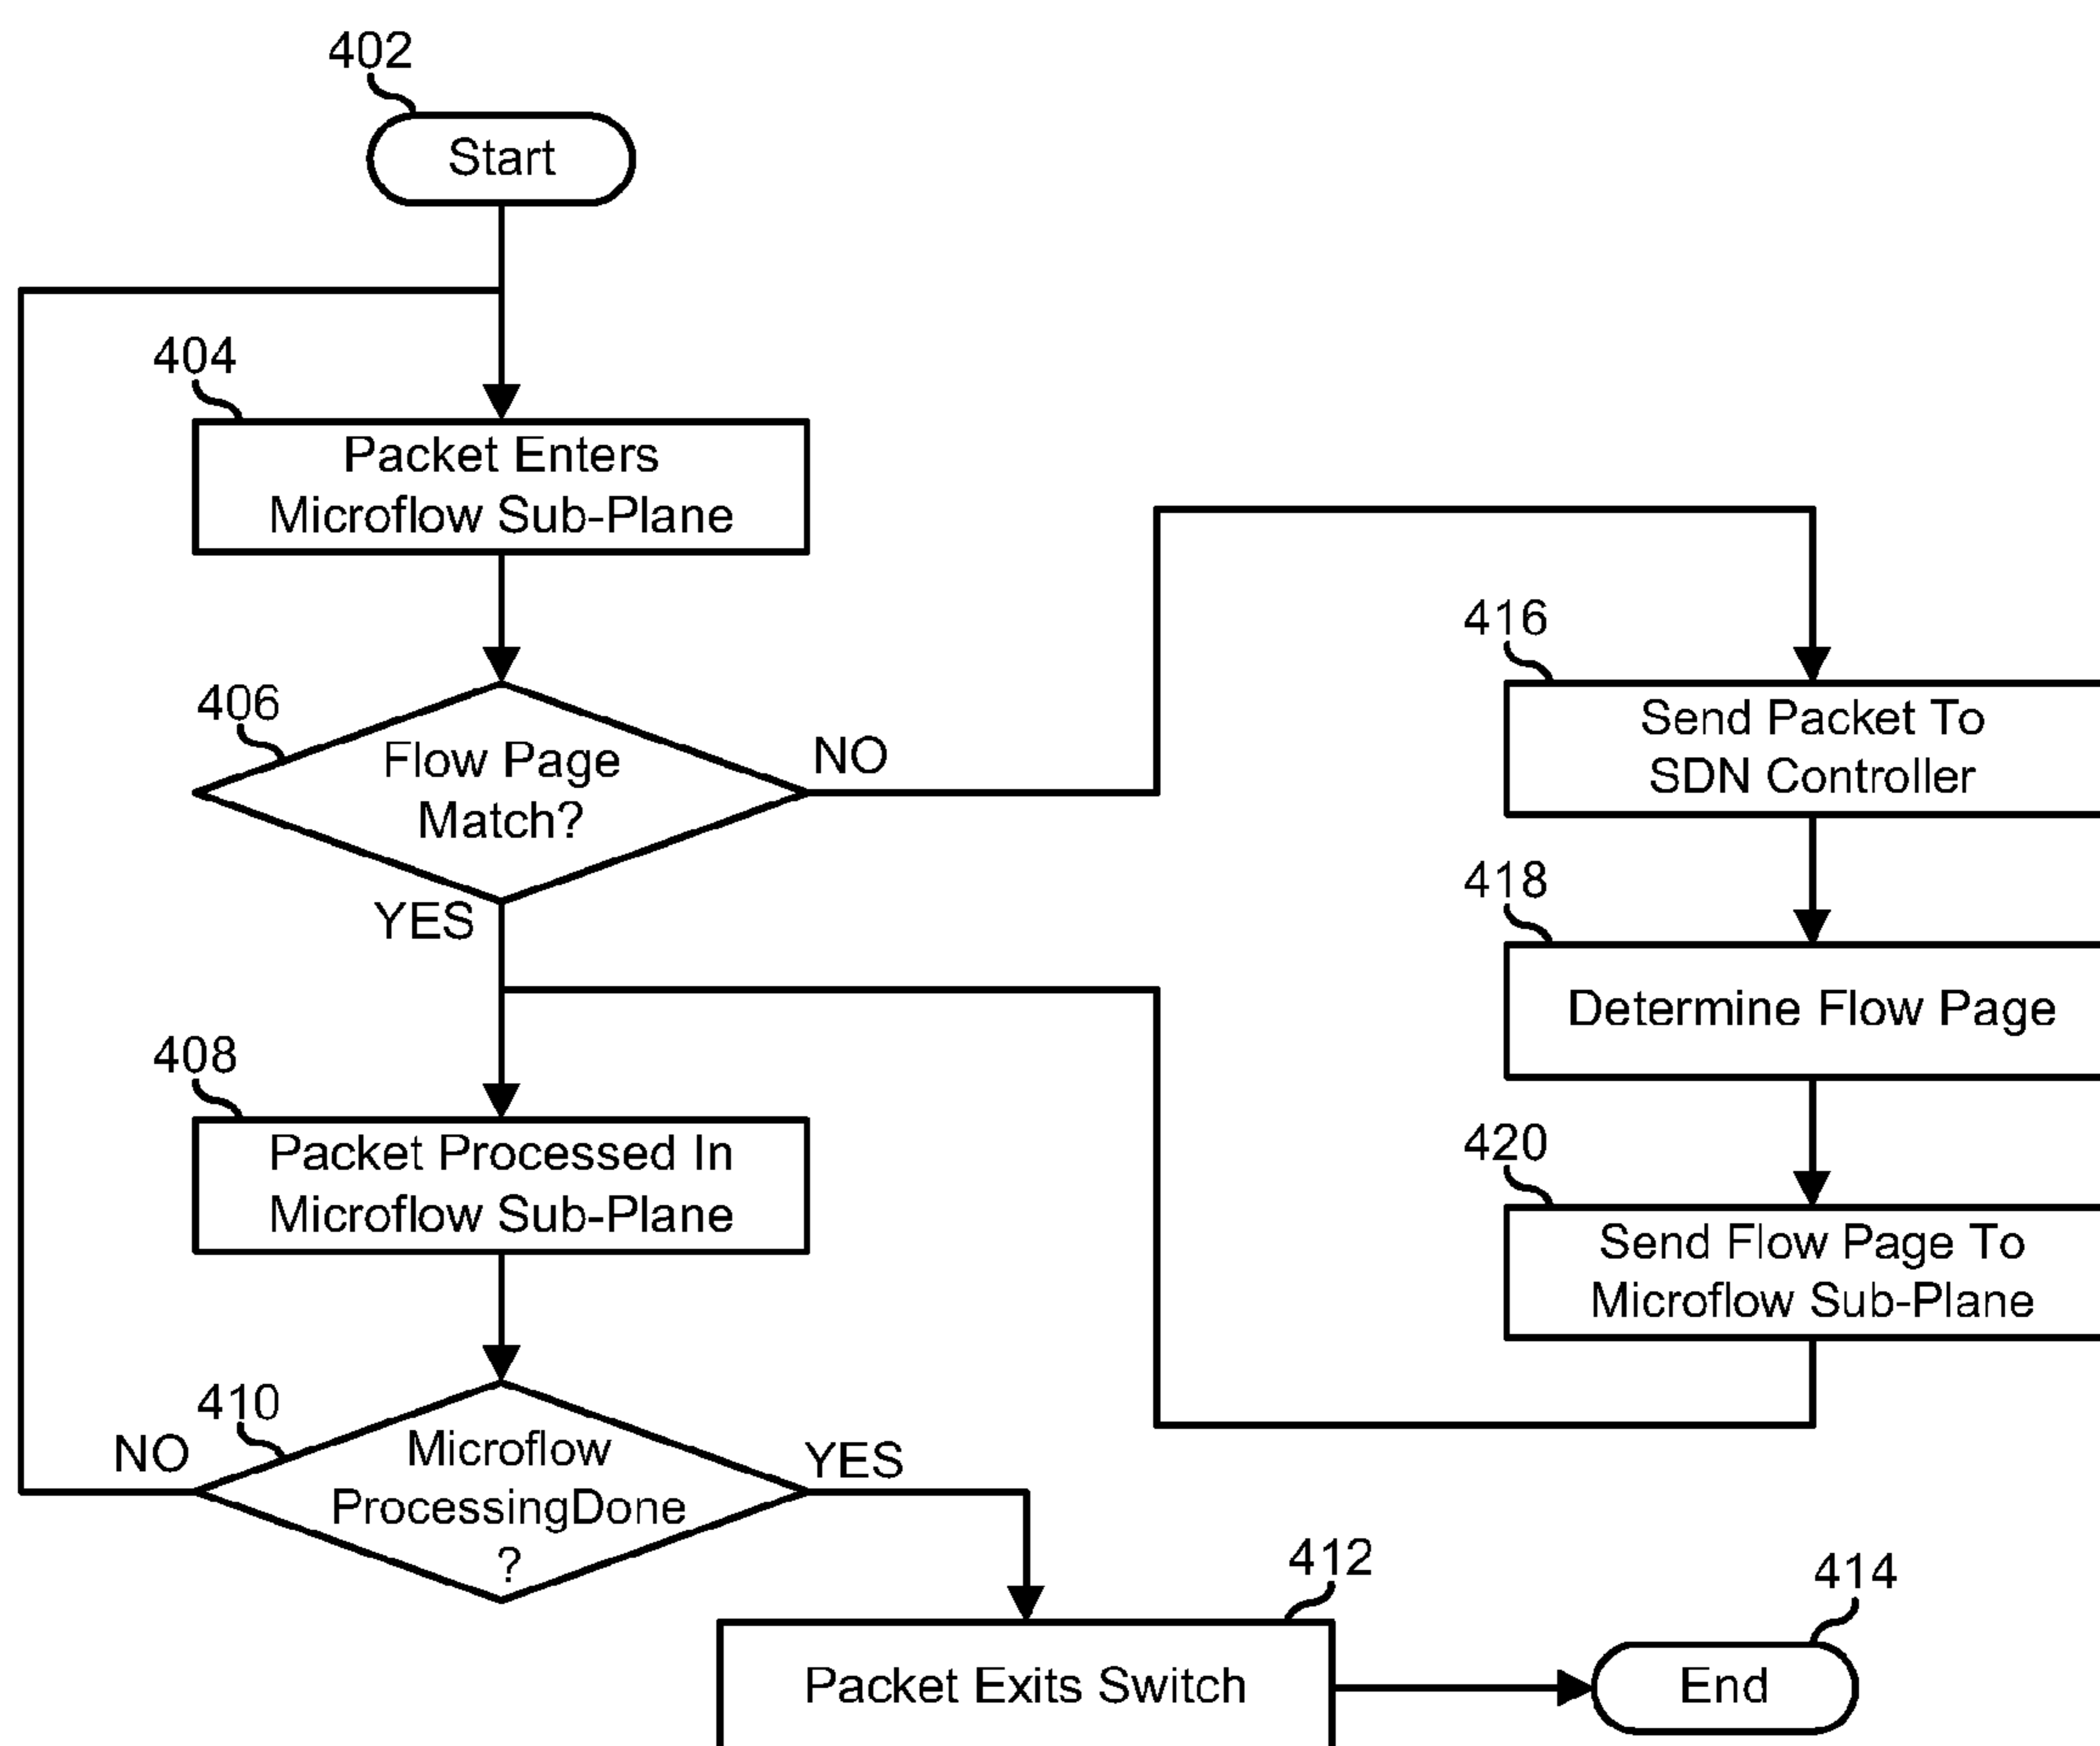 402
Start
404
Packet Enters
Microflow Sub-Plane
406
Flow Page
Match?
NO
YES
416
Send Packet To
SDN Controller
418
Determine Flow Page
420
Send Flow Page To
Microflow Sub-Plane
408
Packet Processed In
Microflow Sub-Plane
410
NO
Microflow
ProcessingDone
?
YES
412
Packet Exits Switch
414
End